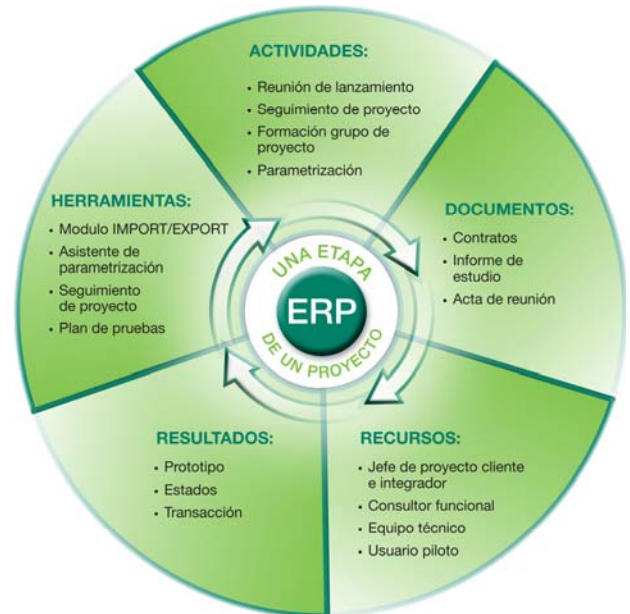 ACTIVIDADES:
• Reunión de lanzamiento
• Seguimiento de proyecto
• Formación grupo de
proyecto
• Parametrización
DOCUMENTOS:
• Contratos
• Informe de
estudio
• Acta de reunión
RECURSOS:
• Jefe de proyecto cliente
e integrador
• Consultor funcional
• Equipo técnico
• Usuario piloto
RESULTADOS:
• Prototipo
• Estados
• Transacción
HERRAMIENTAS:
• Modulo IMPORT/EXPORT
• Asistente de
parametrización
• Seguimiento
de proyecto
• Plan de pruebas
UNA ETAPA
ERP
DE UN PROYECTO